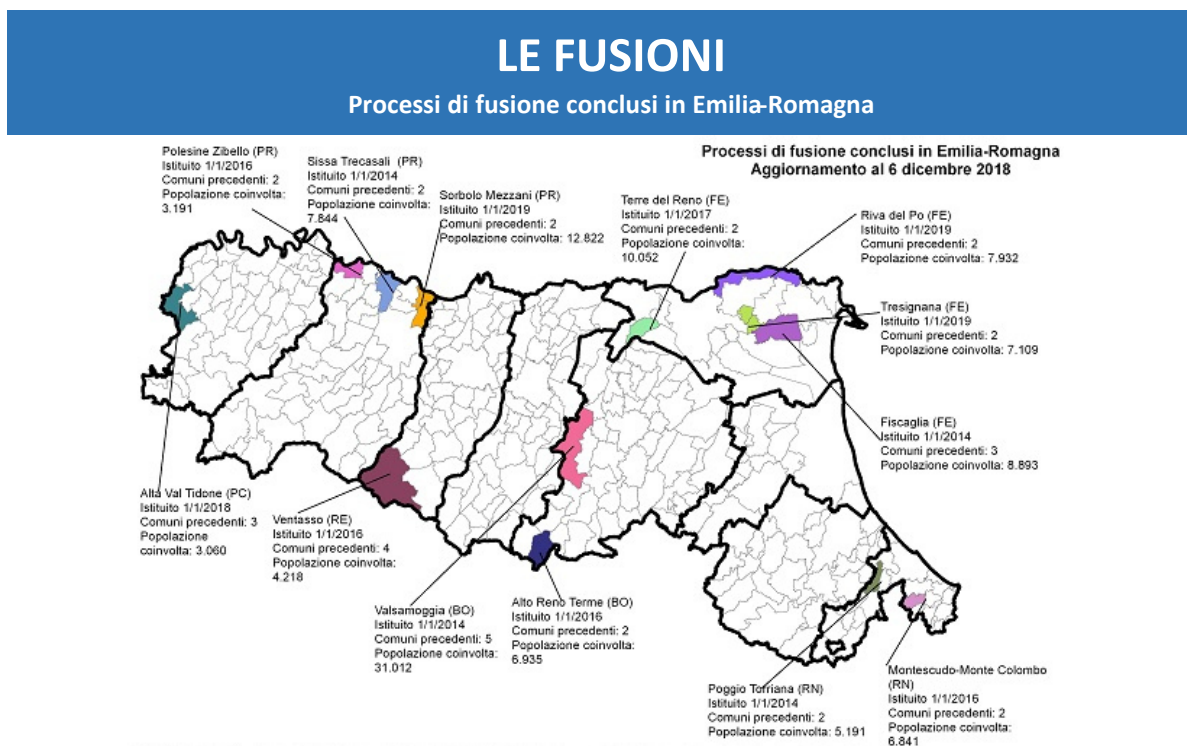 LE FUSIONI
Processi di fusione conclusi in Emilia-Romagna
Processi di fusione conclusi in Emilia-Romagna
Aggiornamento al 6 dicembre 2018
Polesine Zibello (PR)
Istituito 1/1/2016
Comuni precedenti: 2
Popolazione coinvolta:
3.191
Sissa Trecasali (PR)
Istituito 1/1/2014
Comuni precedenti: 2
Popolazione coinvolta:
7.844
Sorbolo Mezzani (PR)
Istituito 1/1/2019
Comuni precedenti: 2
Popolazione coinvolta: 12.822
Terre del Reno (FE)
Istituito 1/1/2017
Comuni precedenti: 2
Popolazione coinvolta:
10.052
Riva del Po (FE)
Istituito 1/1/2019
Comuni precedenti: 2
Popolazione coinvolta: 7.932
Tresignana (FE)
Istituito 1/1/2019
Comuni precedenti: 2
Popolazione coinvolta: 7.109
Fiscaglia (FE)
Istituito 1/1/2014
Comuni precedenti: 3
Popolazione coinvolta: 8.893
Alta Val Tidone (PC)
Istituito 1/1/2018
Comuni precedenti: 3
Popolazione
coinvolta: 3.060
Ventasso (RE)
Istituito 1/1/2016
Comuni precedenti: 4
Popolazione coinvolta:
4.218
Valsamoggia (BO)
Istituito 1/1/2014
Comuni precedenti: 5
Popolazione coinvolta:
31.012
Alto Reno Terme (BO)
Istituito 1/1/2016
Comuni precedenti: 2
Popolazione coinvolta:
6.935
Poggio Torriana (RN)
Istituito 1/1/2014
Comuni precedenti: 2
Popolazione coinvolta: 5.191
Montescudo-Monte Colombo
(RN)
Istituito 1/1/2016
Comuni precedenti: 2
Popolazione coinvolta:
6.841